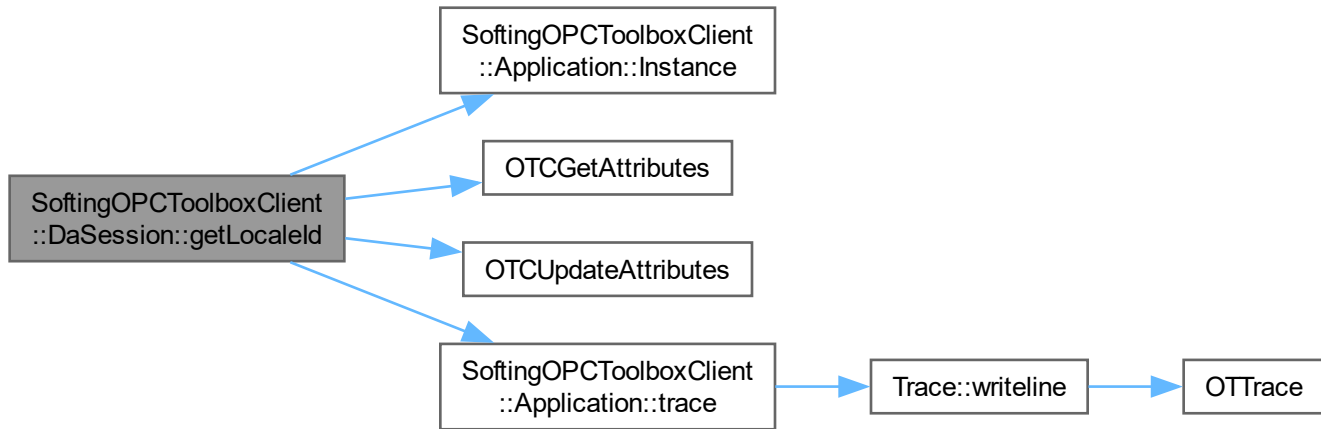 SoftingOPCToolboxClient
::Application::Instance
OTCGetAttributes
SoftingOPCToolboxClient
::DaSession::getLocaleId
OTCUpdateAttributes
SoftingOPCToolboxClient
::Application::trace
Trace::writeline
OTTrace